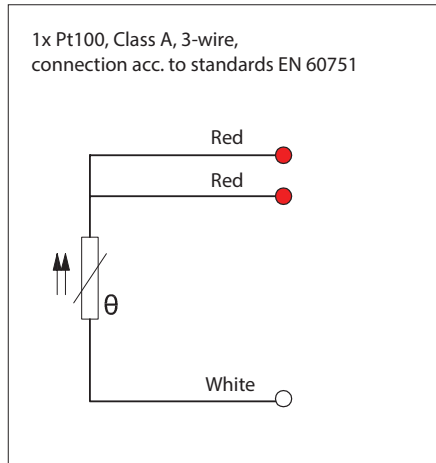 1x Pt100, Class A, 3-wire,
connection acc. to standards EN 60751
Red
Red
θ
White